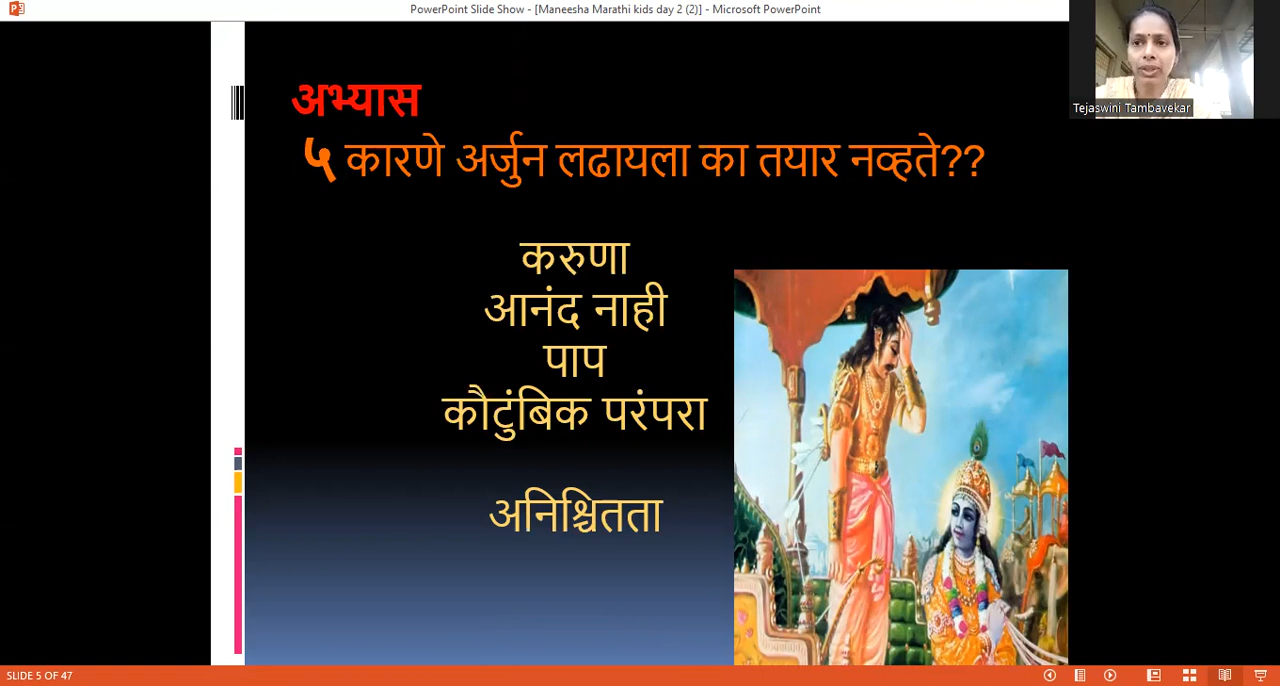 PowerPoint Slide Show - [Maneesha Marathi kids day 2 (2)] - Microsoft PowerPoint
Tejaswini Tambavekar
अभ्यास
५ कारणे अर्जुन लढायला का तयार नव्हते??
करुणा
आनंद नाही
पाप
कौटुंबिक परंपरा
अनिश्चितता
SLIDE 5 OF 47